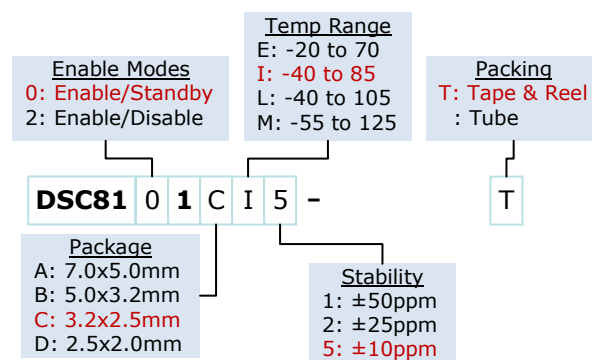 Temp Range
E: -20 to 70
I: -40 to 85
L: -40 to 105
M: -55 to 125
Enable Modes
0: Enable/Standby
2: Enable/Disable
Packing
T: Tape & Reel
: Tube
DSC81 0 1 C I 5 - T
Package
A: 7.0x5.0mm
B: 5.0x3.2mm
C: 3.2x2.5mm
D: 2.5x2.0mm
Stability
1: ±50ppm
2: ±25ppm
5: ±10ppm